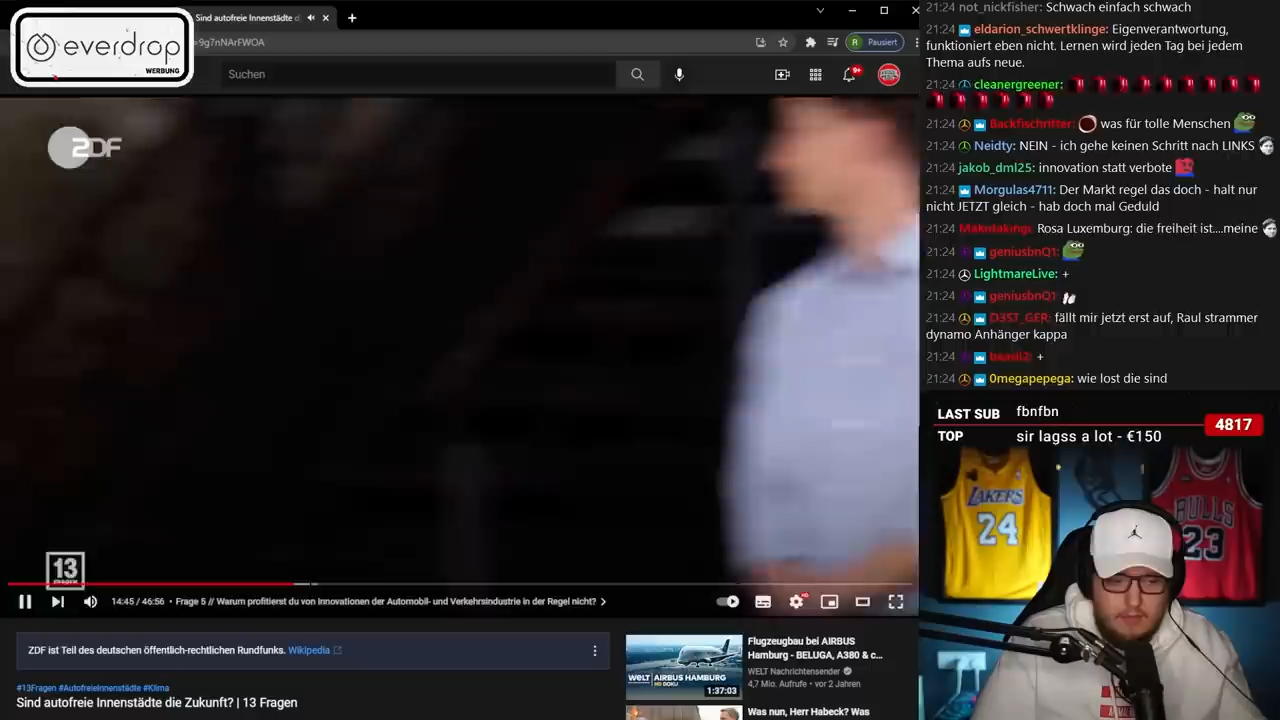 everdrop
WERBUNG
Sind autofreie Innenstädte d
=9g7nNArFWOA
R Pausiert
Suchen
9+
ZDF
13
FRAGEN
14:45 / 46:56 • Frage 5 // Warum profitierst du von Innovationen der Automobil- und Verkehrsindustrie in der Regel nicht?
ZDF ist Teil des deutschen öffentlich-rechtlichen Rundfunks. Wikipedia
#13Fragen #AutofreieInnenstädte #Klima
Sind autofreie Innenstädte die Zukunft? | 13 Fragen
WELT AIRBUS HAMBURG
HD DOKU
1:37:03
Flugzeugbau bei AIRBUS
Hamburg - BELUGA, A380 & c...
WELT Nachrichtensender
4,7 Mio. Aufrufe • vor 2 Jahren
Was nun, Herr Habeck? Was
21:24 not_nickfisher: Schwach einfach schwach
21:24 eldarion_schwertklinge: Eigenverantwortung,
funktioniert eben nicht. Lernen wird jeden Tag bei jedem
Thema aufs neue.
21:24 cleanergreener:
21:24 Backfischritter: was für tolle Menschen
21:24 Neidty: NEIN - ich gehe keinen Schritt nach LINKS
21:24 jakob_dml25: innovation statt verbote
21:24 Morgulas4711: Der Markt regel das doch - halt nur
nicht JETZT gleich - hab doch mal Geduld
21:24 Makotaking: Rosa Luxemburg: die freiheit ist....meine
21:24 geniusbnQ1:
21:24 LightmareLive: +
21:24 geniusbnQ1:
21:24 D3ST_GER: fällt mir jetzt erst auf, Raul strammer
dynamo Anhänger kappa
21:24 +
21:24 0megapepega: wie lost die sind
LAST SUB fbnfbn
TOP sir lagss a lot - €150
4817
LAKERS
24
BULLS
23